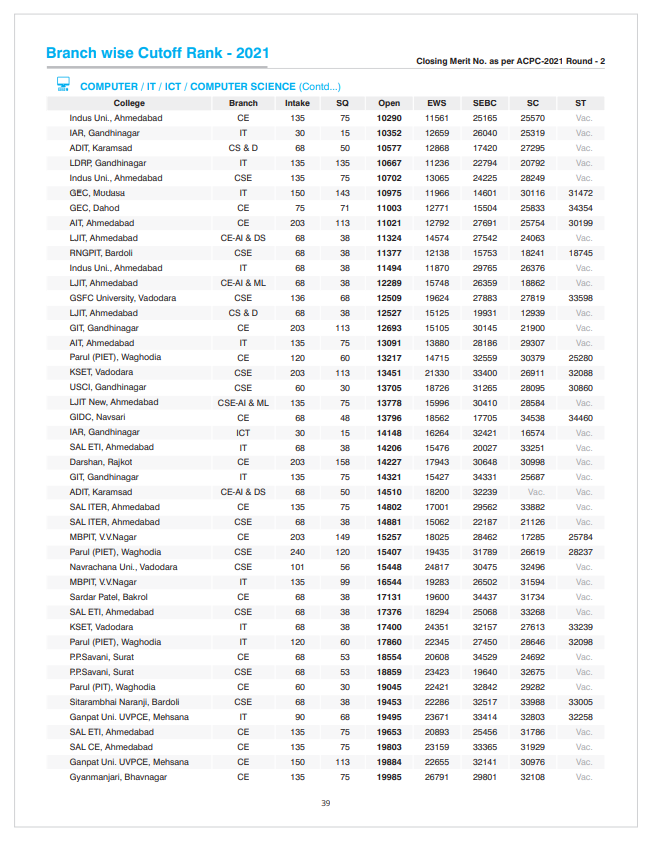 Branch wise Cutoff Rank - 2021
Closing Merit No. as per ACPC-2021 Round - 2
COMPUTER / IT / ICT / COMPUTER SCIENCE (Contd...)
College Branch Intake SQ Open EWS SEBC SC ST
Indus Uni., Ahmedabad CE 135 75 10290 11561 25165 25570 Vac.
IAR, Gandhinagar IT 30 15 10352 12659 26040 25319 Vac.
ADIT, Karamsad CS & D 68 50 10577 12868 17420 27295 Vac.
LDRP, Gandhinagar IT 135 135 10667 11236 22794 20792 Vac.
Indus Uni., Ahmedabad CSE 135 75 10702 13065 24225 28249 Vac.
GEC, Modasa IT 150 143 10975 11966 14601 30116 31472
GEC, Dahod CE 75 71 11003 12771 15504 25833 34354
AIT, Ahmedabad CE 203 113 11021 12792 27691 25754 30199
LJIT, Ahmedabad CE-AI & DS 68 38 11324 14574 27542 24063 Vac.
RNGPIT, Bardoli CSE 68 38 11377 12138 15753 18241 18745
Indus Uni., Ahmedabad IT 68 38 11494 11870 29765 26376 Vac.
LJIT, Ahmedabad CE-AI & ML 68 38 12289 15748 26359 18862 Vac.
GSFC University, Vadodara CSE 136 68 12509 19624 27883 27819 33598
LJIT, Ahmedabad CS & D 68 38 12527 15125 19931 12939 Vac.
GIT, Gandhinagar CE 203 113 12693 15105 30145 21900 Vac.
AIT, Ahmedabad IT 135 75 13091 13880 28186 29307 Vac.
Parul (PIET), Waghodia CE 120 60 13217 14715 32559 30379 25280
KSET, Vadodara CSE 203 113 13451 21330 33400 26911 32088
USCI, Gandhinagar CSE 60 30 13705 18726 31265 28095 30860
LJIT New, Ahmedabad CSE-AI & ML 135 75 13778 15996 30410 28584 Vac.
GIDC, Navsari CE 68 48 13796 18562 17705 34538 34460
IAR, Gandhinagar ICT 30 15 14148 16264 32421 16574 Vac.
SAL ETI, Ahmedabad IT 68 38 14206 15476 20027 33251 Vac.
Darshan, Rajkot CE 203 158 14227 17943 30648 30998 Vac.
GIT, Gandhinagar IT 135 75 14321 15427 34331 25687 Vac.
ADIT, Karamsad CE-AI & DS 68 50 14510 18200 32239 Vac. Vac.
SAL ITER, Ahmedabad CE 135 75 14802 17001 29562 33882 Vac.
SAL ITER, Ahmedabad CSE 68 38 14881 15062 22187 21126 Vac.
MBPIT, V.V.Nagar CE 203 149 15257 18025 28462 17285 25784
Parul (PIET), Waghodia CSE 240 120 15407 19435 31789 26619 28237
Navrachana Uni., Vadodara CSE 101 56 15448 24817 30475 32496 Vac.
MBPIT, V.V.Nagar IT 135 99 16544 19283 26502 31594 Vac.
Sardar Patel, Bakrol CE 68 38 17131 19600 34437 31734 Vac.
SAL ETI, Ahmedabad CSE 68 38 17376 18294 25068 33268 Vac.
KSET, Vadodara IT 68 38 17400 24351 32157 27613 33239
Parul (PIET), Waghodia IT 120 60 17860 22345 27450 28646 32098
P.P.Savani, Surat CE 68 53 18554 20608 34529 24692 Vac.
P.P.Savani, Surat CSE 68 53 18859 23423 19640 32675 Vac.
Parul (PIT), Waghodia CE 60 30 19045 22421 32842 29282 Vac.
Sitarambhai Naranji, Bardoli CSE 68 38 19453 22286 32517 33988 33005
Ganpat Uni. UVPCE, Mehsana IT 90 68 19495 23671 33414 32803 32258
SAL ETI, Ahmedabad CE 135 75 19653 20893 25456 31786 Vac.
SAL CE, Ahmedabad CE 135 75 19803 23159 33365 31929 Vac.
Ganpat Uni. UVPCE, Mehsana CE 150 113 19884 22655 32141 30976 Vac.
Gyanmanjari, Bhavnagar CE 135 75 19985 26791 29801 32108 Vac.
39